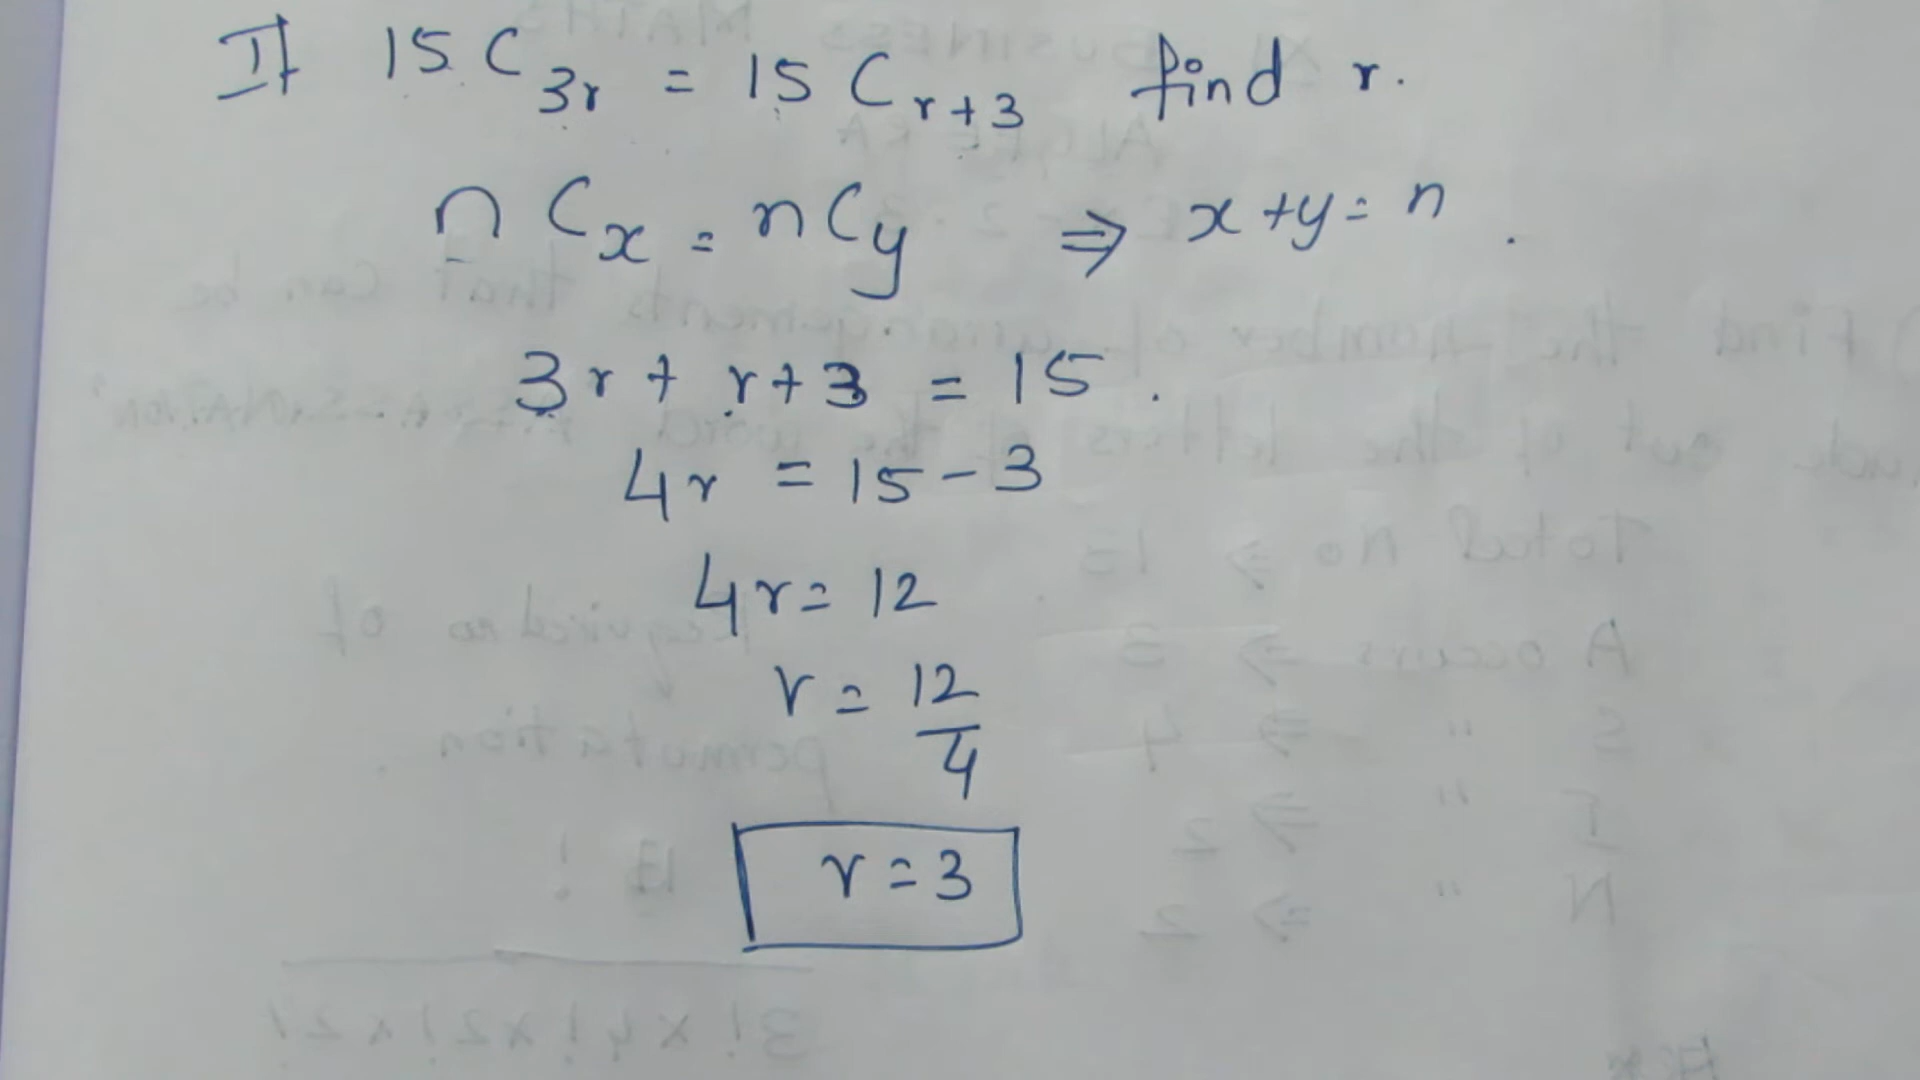 If 15C3r = 15Cr+3 find r.
nCx = nCy ⇒ x+y=n.
3r + r+3 = 15.
4r = 15-3
4r= 12
r= 12/4
r=3